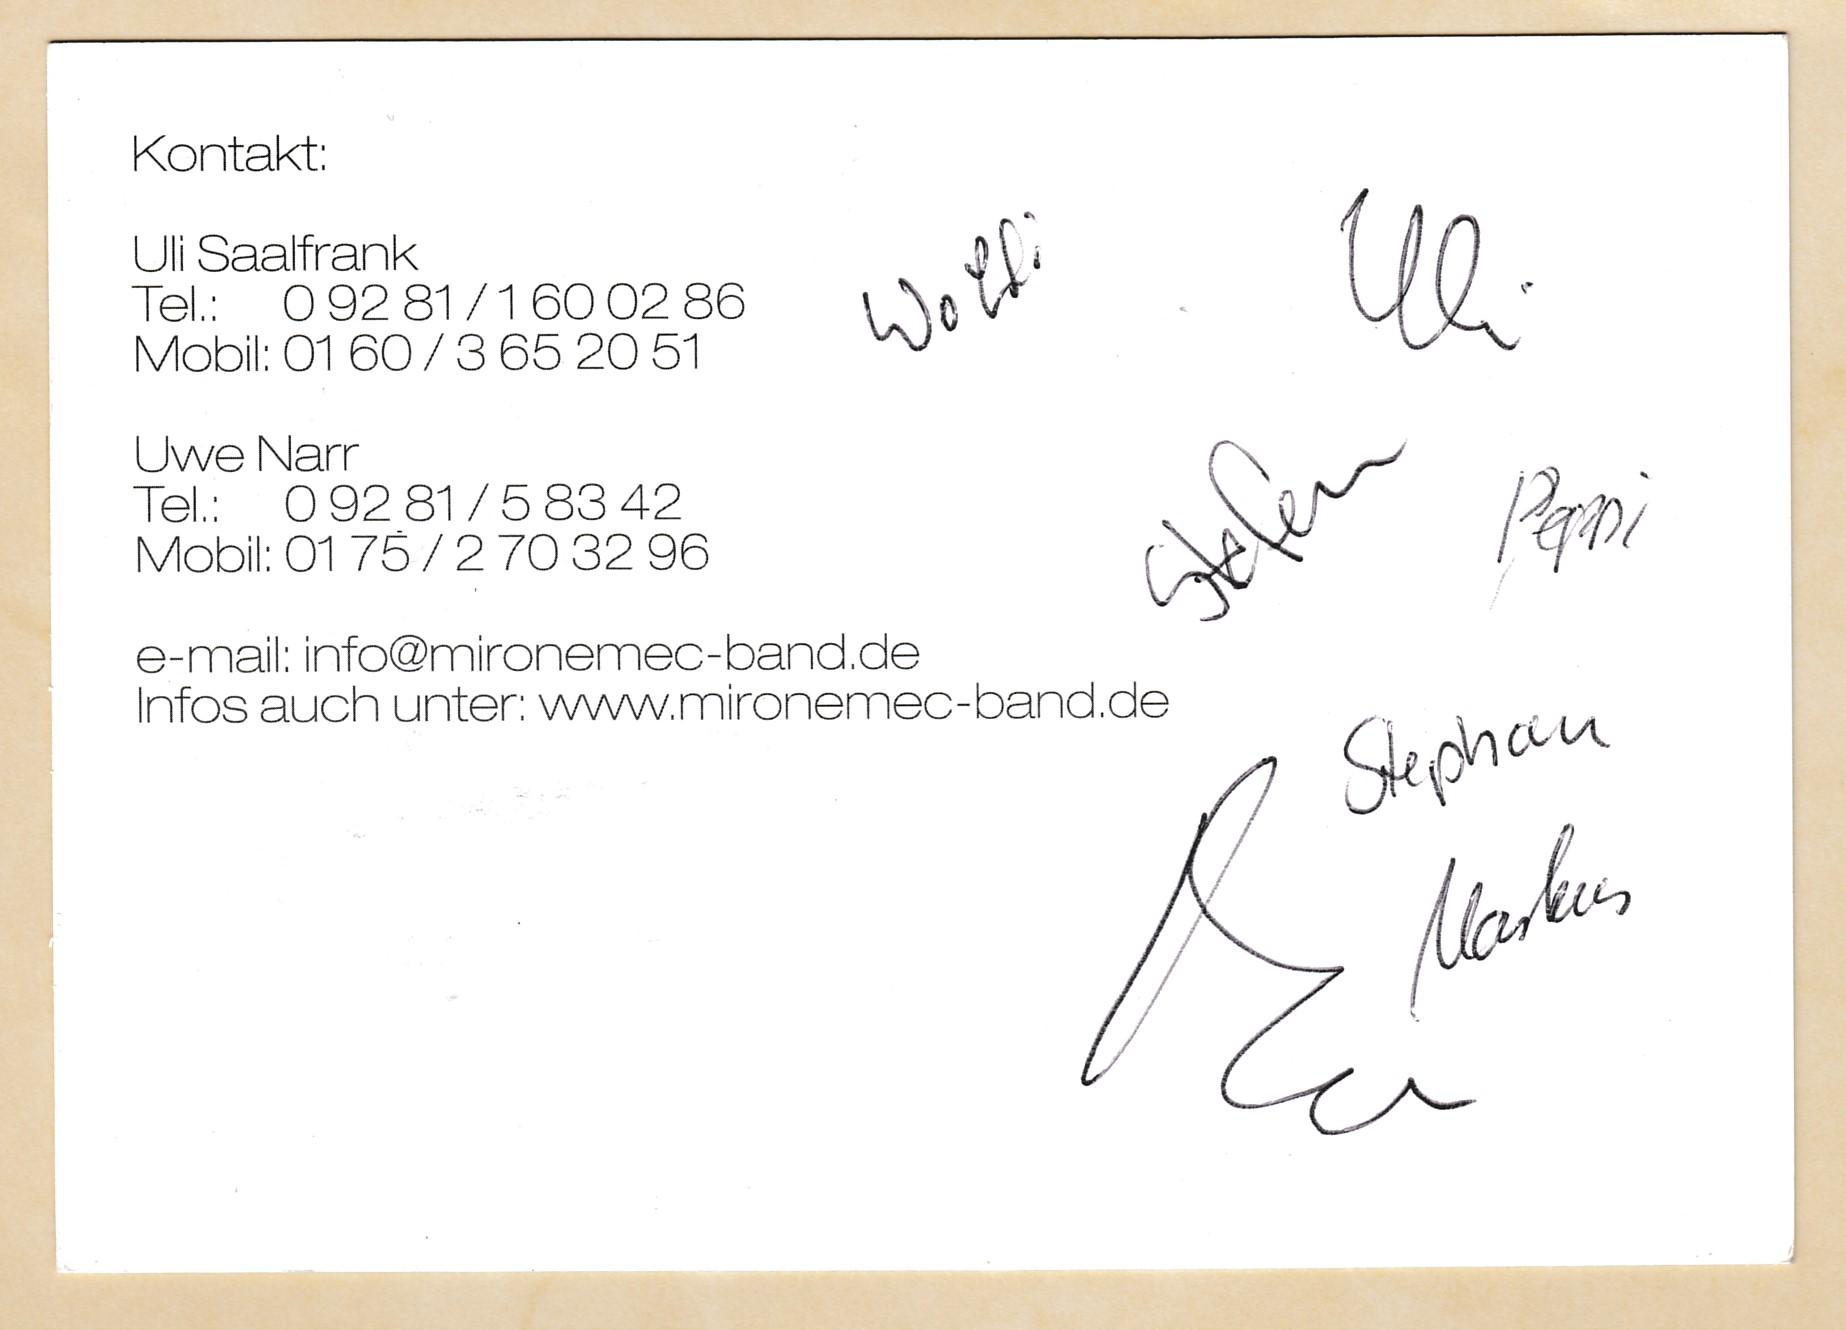 Kontakt:
Uli Saalfrank
Tel.: 0 92 81 / 1 60 02 86
Mobil: 01 60 / 3 65 20 51
Uwe Narr
Tel.: 0 92 81 / 5 83 42
Mobil: 01 75 / 2 70 32 96
e-mail: info@mironemec-band.de
Infos auch unter: www.mironemec-band.de
Uli
Stefan
Peppi
Stephan
Markus